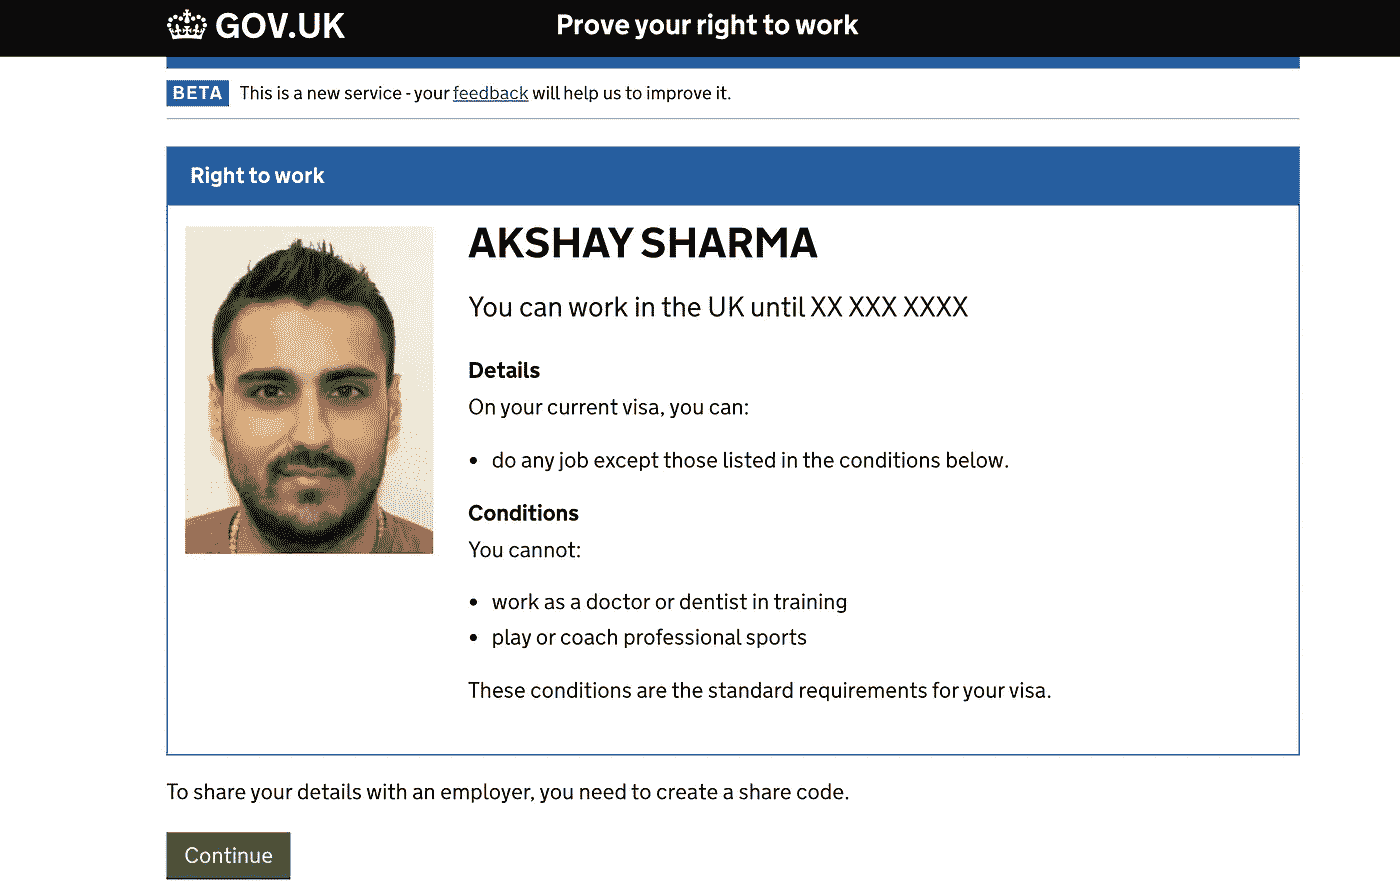 GOV.UK
Prove your right to work
BETA This is a new service - your feedback will help us to improve it.
Right to work
AKSHAY SHARMA
You can work in the UK until XX XXX XXXX
Details
On your current visa, you can:
• do any job except those listed in the conditions below.
Conditions
You cannot:
• work as a doctor or dentist in training
• play or coach professional sports
These conditions are the standard requirements for your visa.
To share your details with an employer, you need to create a share code.
Continue